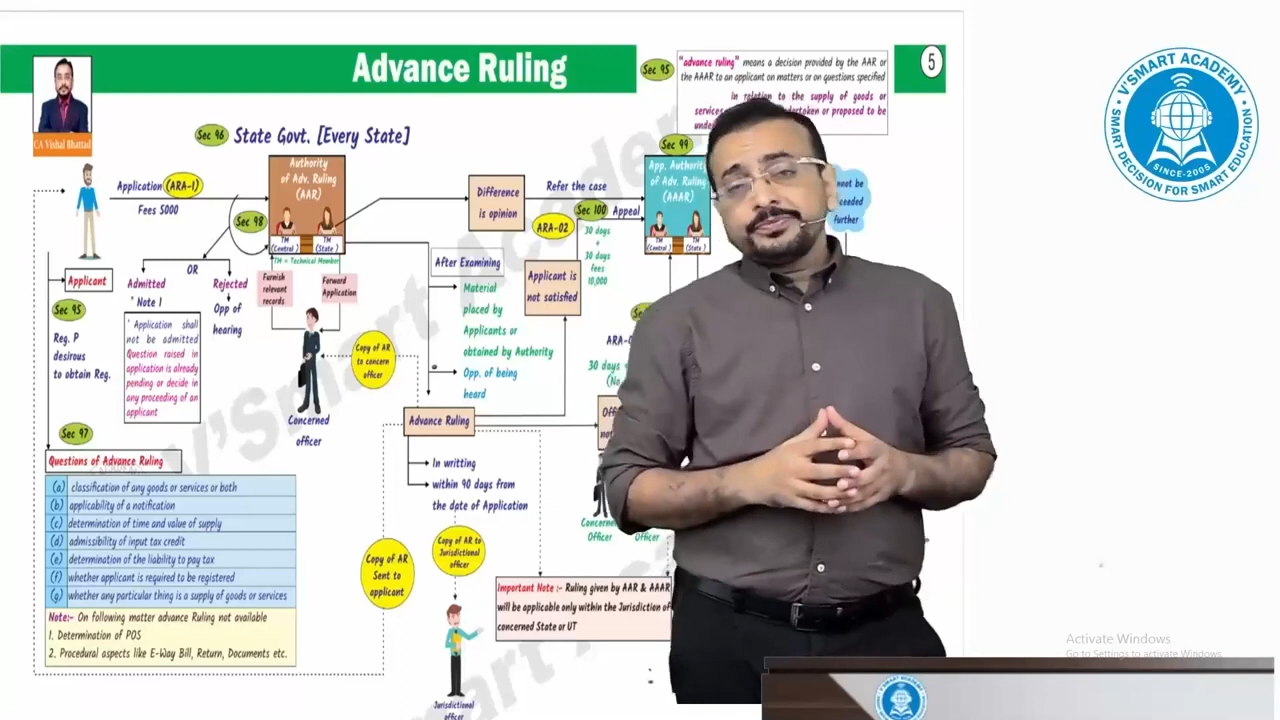 Advance Ruling
5
CA Vishal Bhattad
Sec 95
"advance ruling" means a decision provided by the AAR or
the AAAR to an applicant on matters or on questions specified
in relation to the supply of goods or
proposed to be
Sec 96
State Govt. [Every State]
Application (ARA-1)
Fees 5000
Sec 98
Authority
of Adv. Ruling
(AAR)
TM
(Central)
TM
(State)
TM = Technical Member
Difference
is opinion
Refer the case
ARA-02
Sec 100
Appeal
30 days
+
30 days
fees
10,000
Sec 99
App. Authority
of Adv. Ruling
(AAAR)
TM
(Central)
TM
(State)
further
Applicant
Sec 95
Reg. P
desirous
to obtain Reg.
OR
Admitted
* Note 1
Rejected
Opp of
hearing
* Application shall
not be admitted
Question raised in
application is already
pending or decide in
any proceeding of an
applicant
Furnish
relevant
records
Forward
Application
Concerned
officer
Copy of AR
to concern
officer
After Examining
Material
placed by
Applicants or
obtained by Authority
Opp. of being
heard
Applicant is
not satisfied
30 days
Advance Ruling
In writting
within 90 days from
the date of Application
Copy of AR to
Jurisdictional
officer
Copy of AR
Sent to
applicant
Jurisdictional
officer
Officer
Officer
Sec 97
Questions of Advance Ruling
(a) classification of any goods or services or both
(b) applicability of a notification
(c) determination of time and value of supply
(d) admissibility of input tax credit
(e) determination of the liability to pay tax
(f) whether applicant is required to be registered
(g) whether any particular thing is a supply of goods or services
Note:- On following matter advance Ruling not available
1. Determination of POS
2. Procedural aspects like E-Way Bill, Return, Documents etc.
Important Note :- Ruling given by AAR & AAAR
will be applicable only within the Jurisdiction of
concerned State or UT
V'SMART ACADEMY
SINCE-2005
SMART DECISION FOR SMART EDUCATION
Activate Windows
Go to Settings to activate Windows.